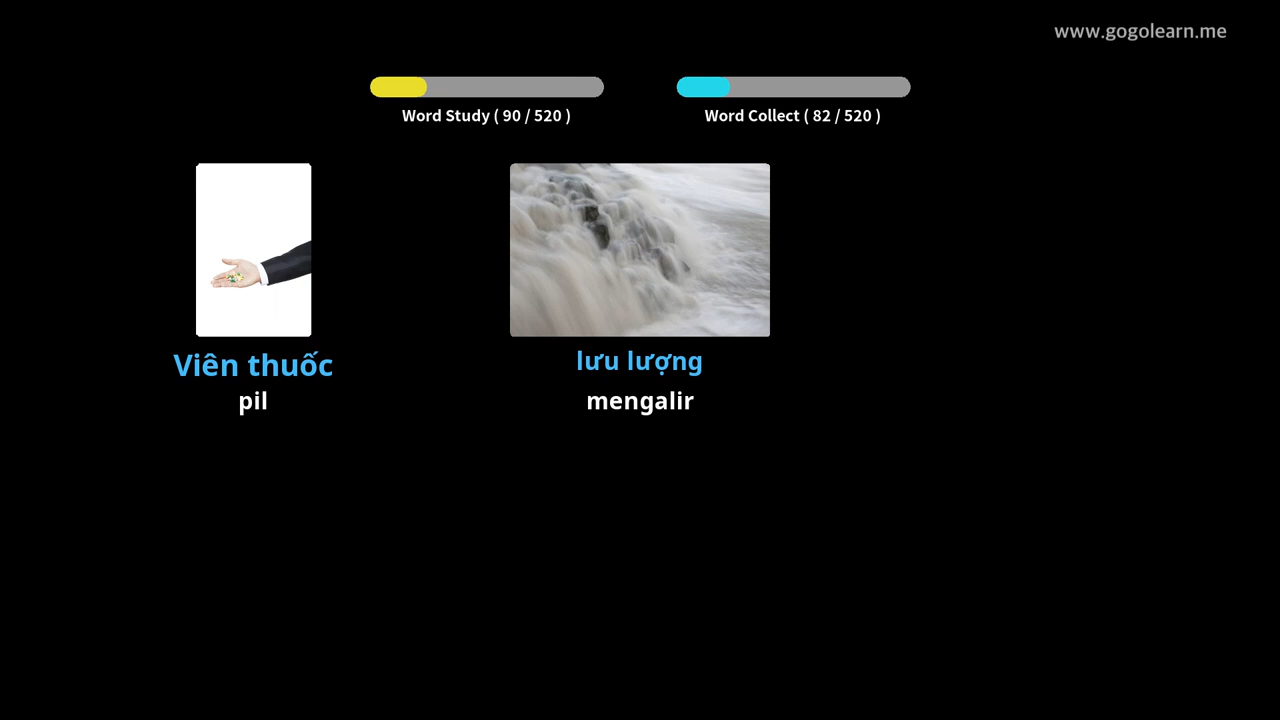 www.gogolearn.me
Word Study ( 90 / 520 )
Word Collect ( 82 / 520 )
Viên thuốc
pil
lưu lượng
mengalir